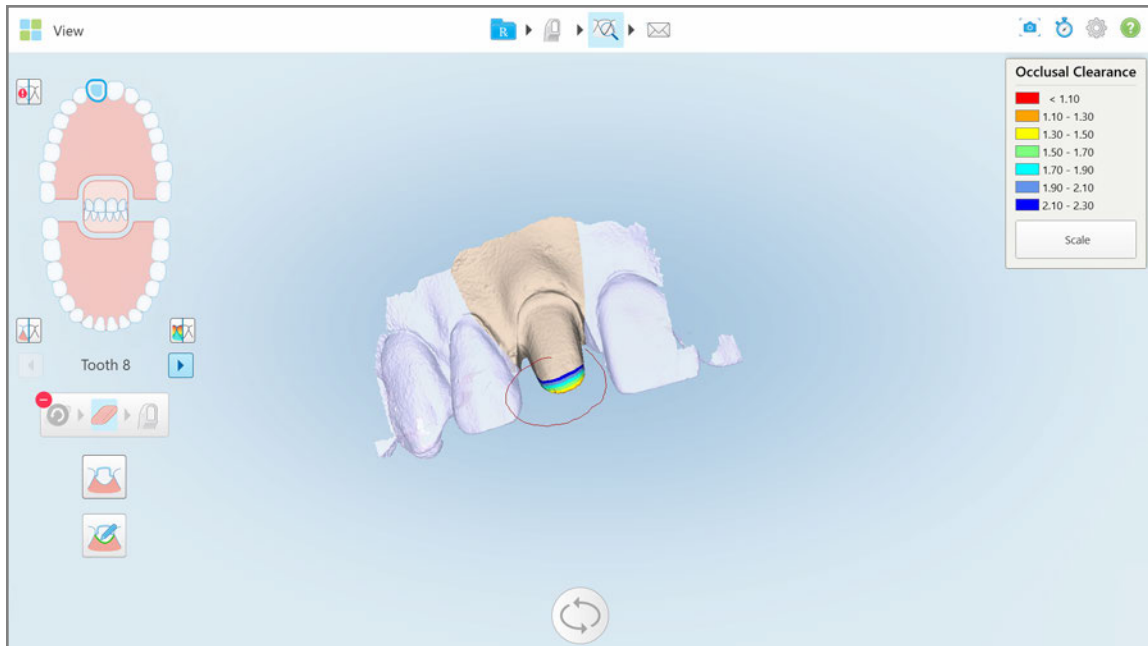 View
R
?
Occlusal Clearance
< 1.10
1.10 - 1.30
1.30 - 1.50
1.50 - 1.70
1.70 - 1.90
1.90 - 2.10
2.10 - 2.30
Scale
Tooth 8